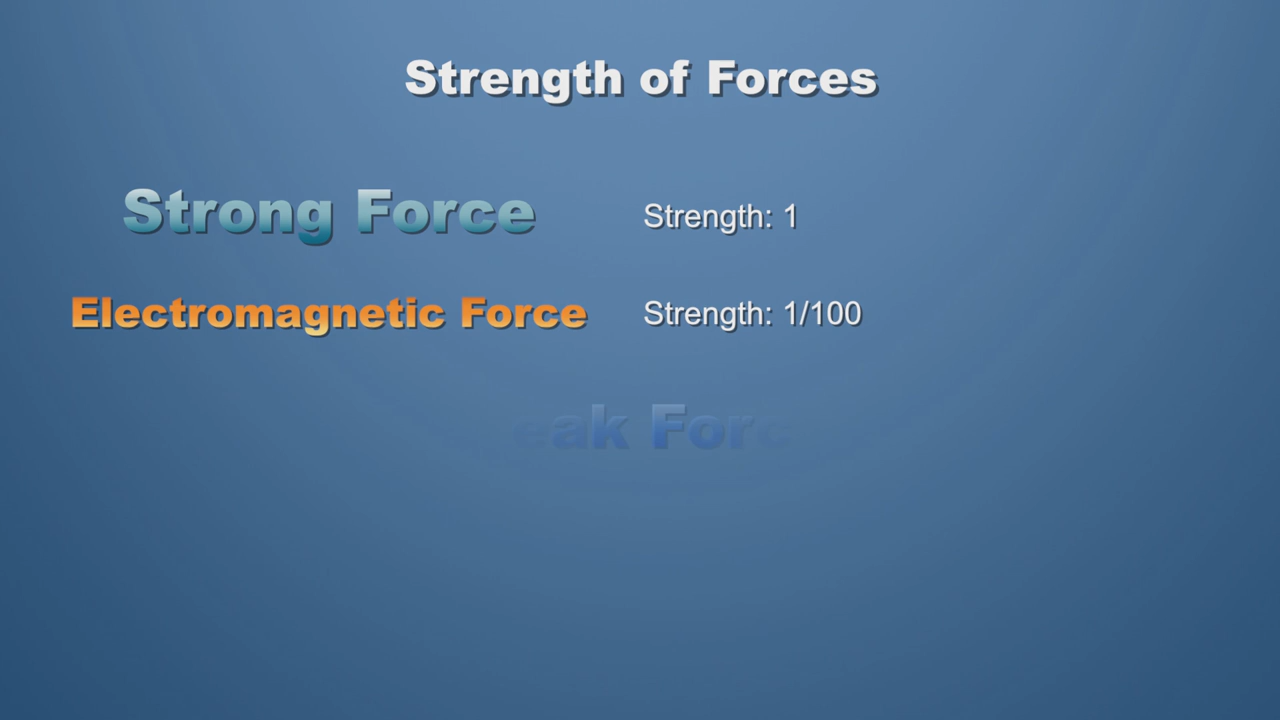 Strength of Forces
Strong Force Strength: 1
Electromagnetic Force Strength: 1/100